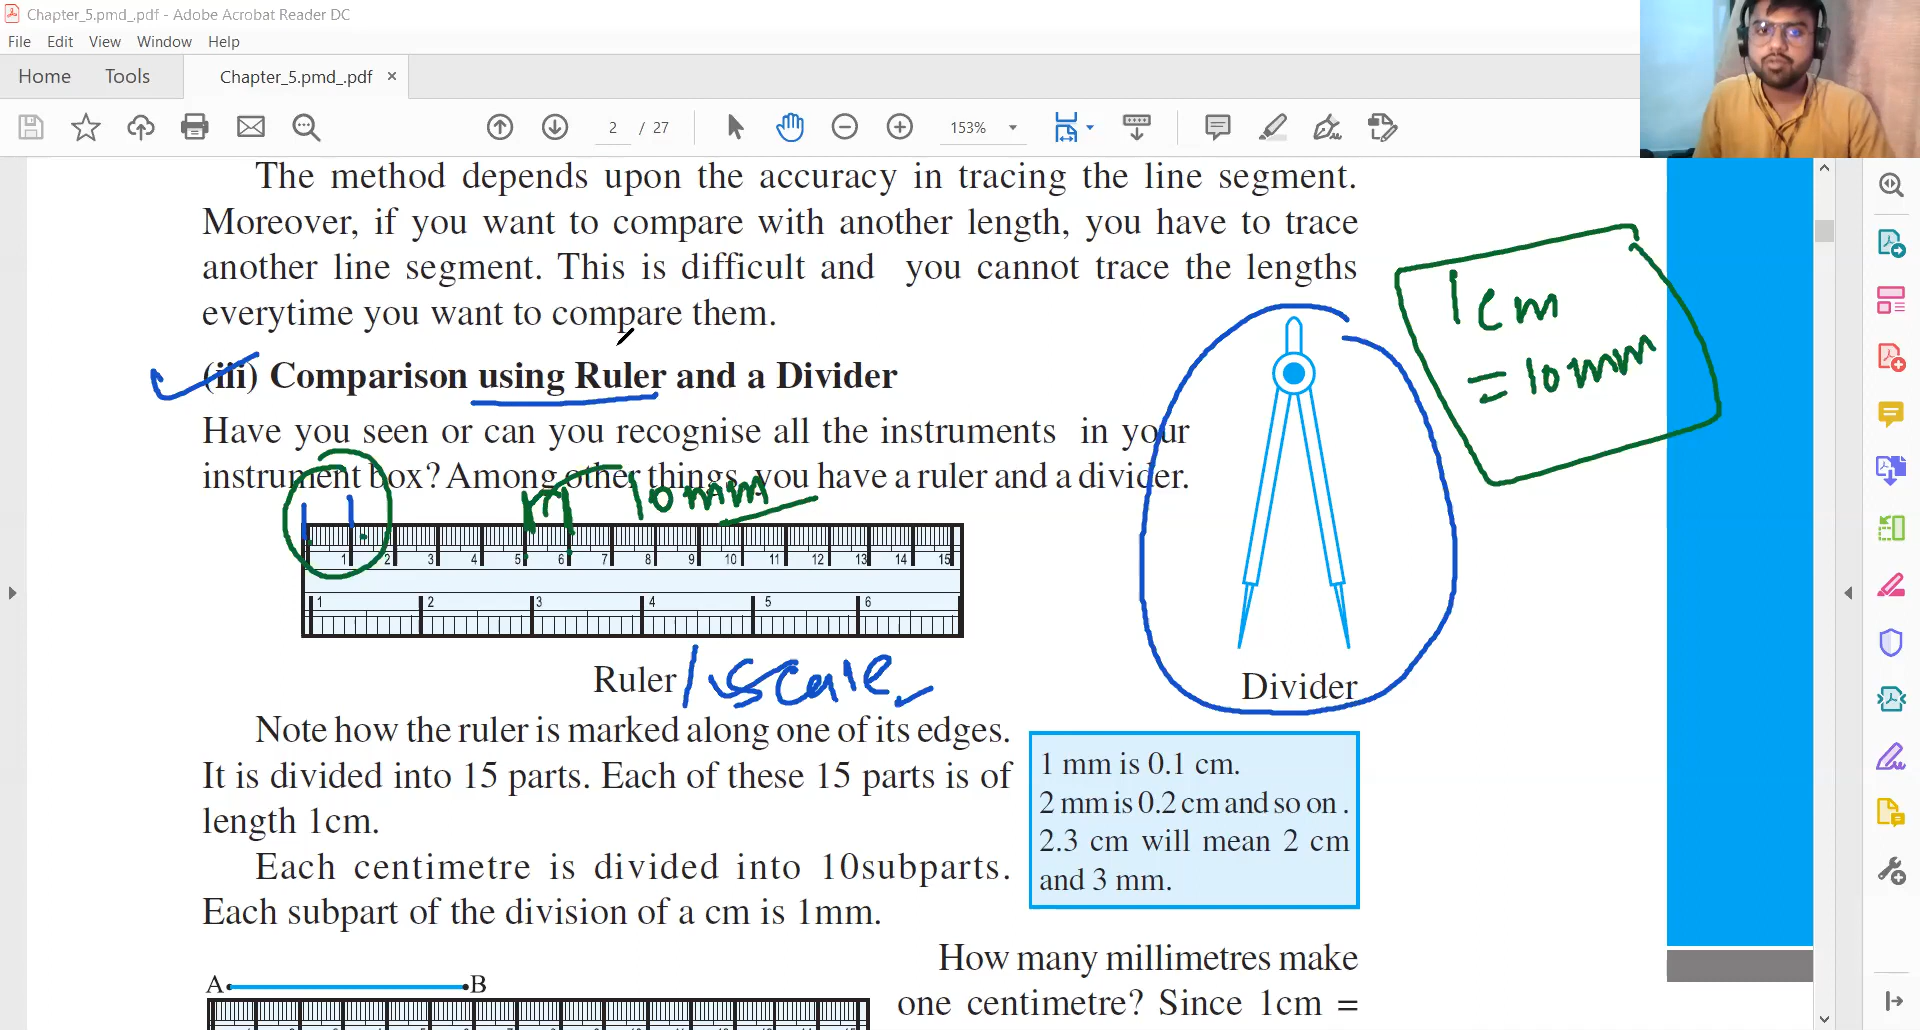 Chapter_5.pmd_.pdf - Adobe Acrobat Reader DC
File Edit View Window Help
Home Tools Chapter_5.pmd_.pdf ×
2 / 27 153%
The method depends upon the accuracy in tracing the line segment.
Moreover, if you want to compare with another length, you have to trace
another line segment. This is difficult and you cannot trace the lengths
everytime you want to compare them.
1cm
=10mm
(iii) Comparison using Ruler and a Divider
Have you seen or can you recognise all the instruments in your
instrument box? Among other things, you have a ruler and a divider.
10mm
1 2 3 4 5 6 7 8 9 10 11 12 13 14 15
1 2 3 4 5 6
Ruler / scale
Divider
Note how the ruler is marked along one of its edges.
It is divided into 15 parts. Each of these 15 parts is of
length 1cm.
Each centimetre is divided into 10subparts.
Each subpart of the division of a cm is 1mm.
1 mm is 0.1 cm.
2 mm is 0.2 cm and so on .
2.3 cm will mean 2 cm
and 3 mm.
How many millimetres make
one centimetre? Since 1cm =
A B